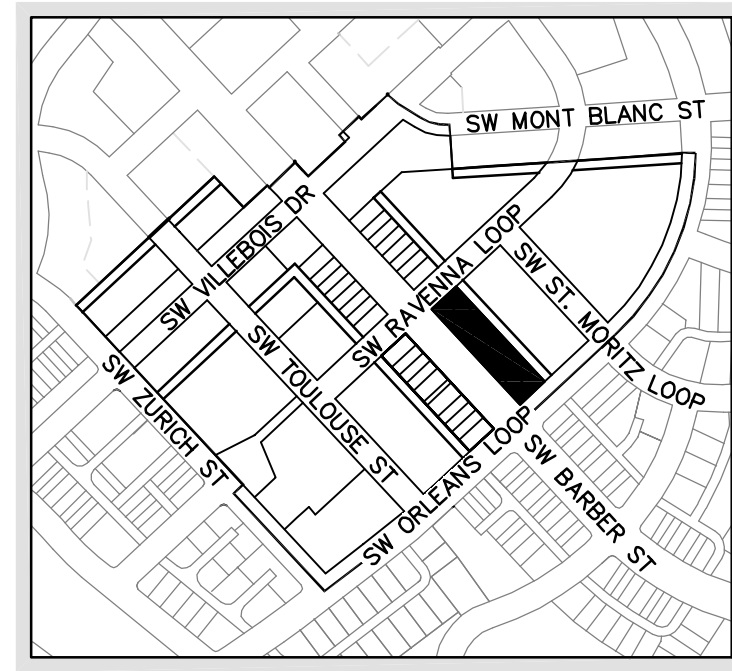 SW MONT BLANC ST
SW VILLEBOIS DR
SW RAVENNA LOOP
SW ST. MORITZ LOOP
SW TOULOUSE ST
SW ZURICH ST
SW ORLEANS LOOP
SW BARBER ST